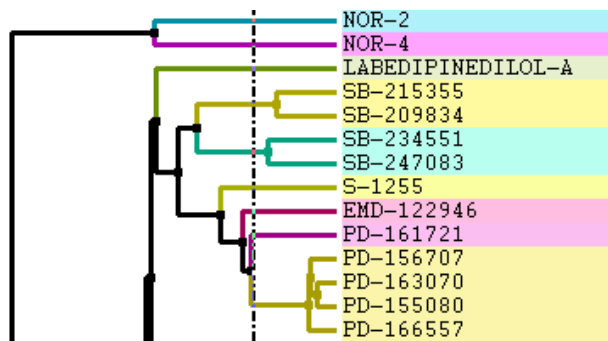 NOR-2
NOR-4
LABEDIPINEDILOL-A
SB-215355
SB-209834
SB-234551
SB-247083
S-1255
EMD-122946
PD-161721
PD-156707
PD-163070
PD-155080
PD-166557